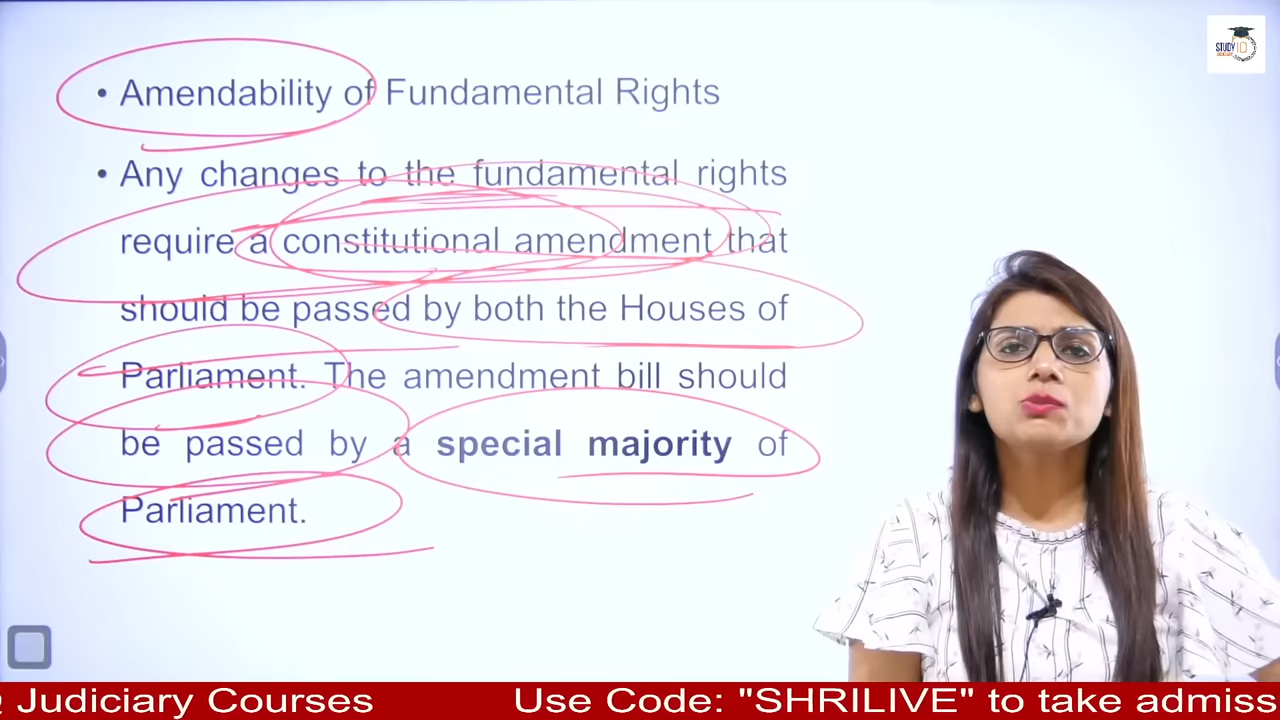 STUDY IQ
• Amendability of Fundamental Rights
• Any changes to the fundamental rights
require a constitutional amendment that
should be passed by both the Houses of
Parliament. The amendment bill should
be passed by a special majority of
Parliament.
Q Judiciary Courses Use Code: "SHRILIVE" to take admiss